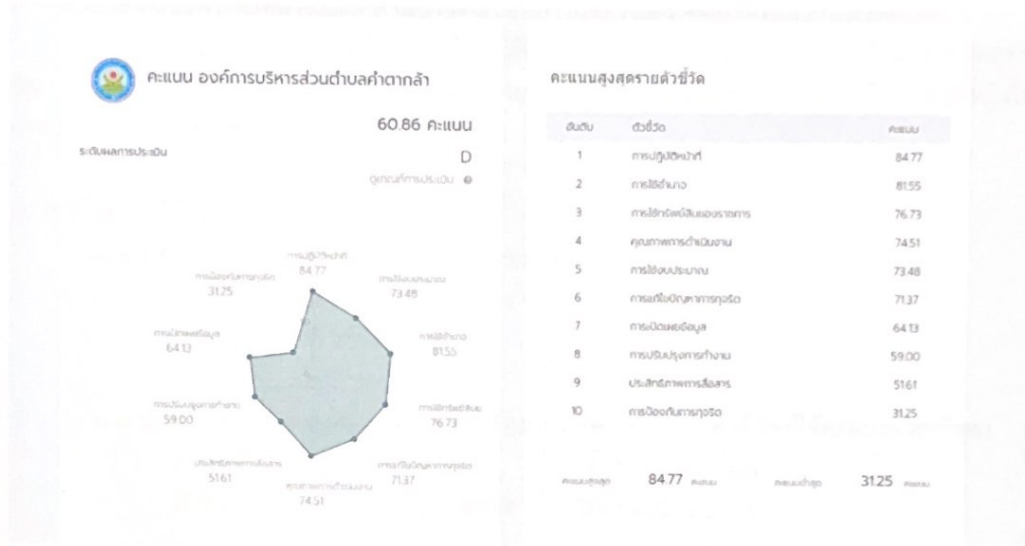 คะแนน องค์การบริหารส่วนตำบลคำตากล้า
60.86 คะแนน
ระดับผลการประเมิน
D
ดูเกณฑ์การประเมิน
การปฏิบัติหน้าที่
84.77
การป้องกันการทุจริต
31.25
การใช้งบประมาณ
73.48
การเปิดเผยข้อมูล
64.13
การใช้อำนาจ
81.55
การปรับปรุงการทำงาน
59.00
การใช้ทรัพย์สินฯ
76.73
ประสิทธิภาพการสื่อสาร
51.61
การแก้ไขปัญหาการทุจริต
71.37
คุณภาพการดำเนินงาน
74.51
คะแนนสูงสุดรายตัวชี้วัด
อันดับ ตัวชี้วัด คะแนน
1 การปฏิบัติหน้าที่ 84.77
2 การใช้อำนาจ 81.55
3 การใช้ทรัพย์สินของราชการ 76.73
4 คุณภาพการดำเนินงาน 74.51
5 การใช้งบประมาณ 73.48
6 การแก้ไขปัญหาการทุจริต 71.37
7 การเปิดเผยข้อมูล 64.13
8 การปรับปรุงการทำงาน 59.00
9 ประสิทธิภาพการสื่อสาร 51.61
10 การป้องกันการทุจริต 31.25
คะแนนสูงสุด 84.77 คะแนน คะแนนต่ำสุด 31.25 คะแนน